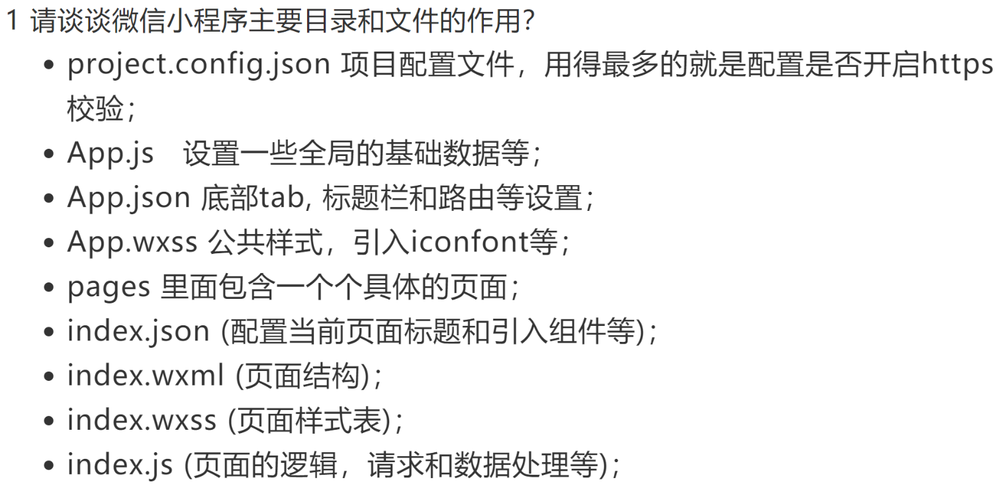 1 请谈谈微信小程序主要目录和文件的作用？
• project.config.json 项目配置文件，用得最多的就是配置是否开启https
校验；
• App.js 设置一些全局的基础数据等；
• App.json 底部tab, 标题栏和路由等设置；
• App.wxss 公共样式，引入iconfont等；
• pages 里面包含一个个具体的页面；
• index.json (配置当前页面标题和引入组件等)；
• index.wxml (页面结构)；
• index.wxss (页面样式表)；
• index.js (页面的逻辑，请求和数据处理等)；